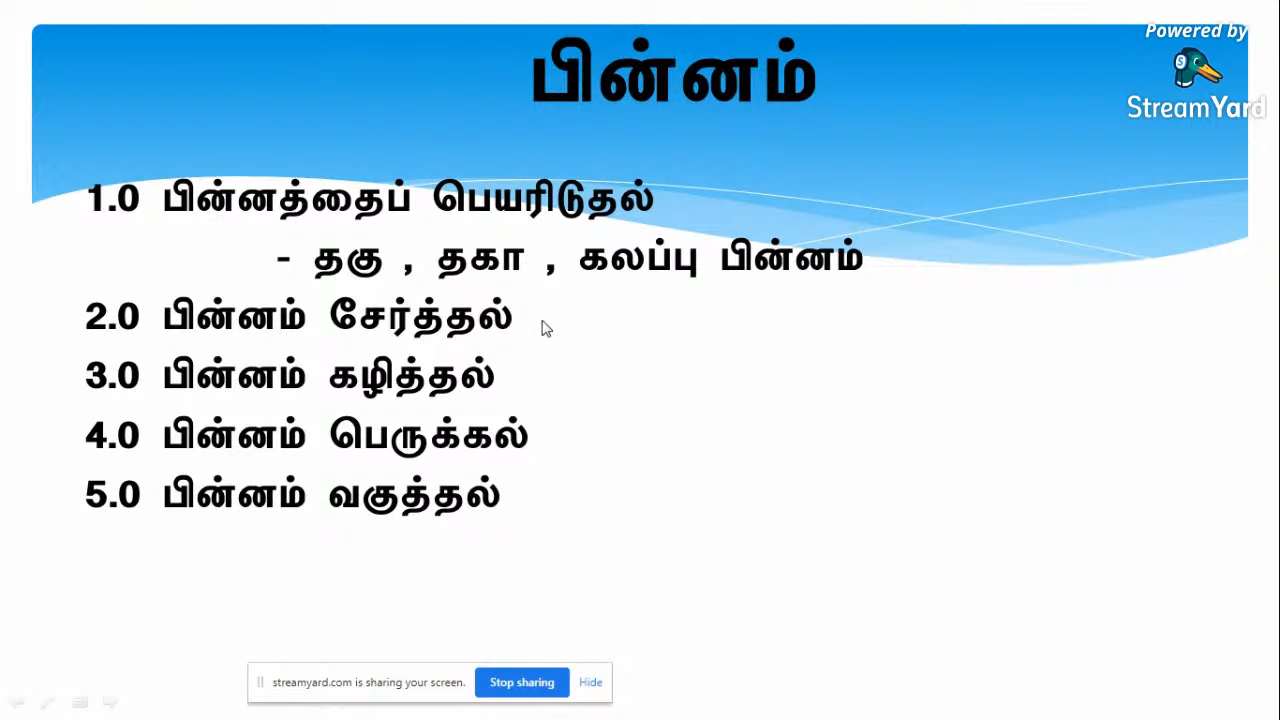 Powered by
StreamYard
பின்னம்
1.0 பின்னத்தைப் பெயரிடுதல்
- தகு , தகா , கலப்பு பின்னம்
2.0 பின்னம் சேர்த்தல்
3.0 பின்னம் கழித்தல்
4.0 பின்னம் பெருக்கல்
5.0 பின்னம் வகுத்தல்
streamyard.com is sharing your screen. Stop sharing Hide